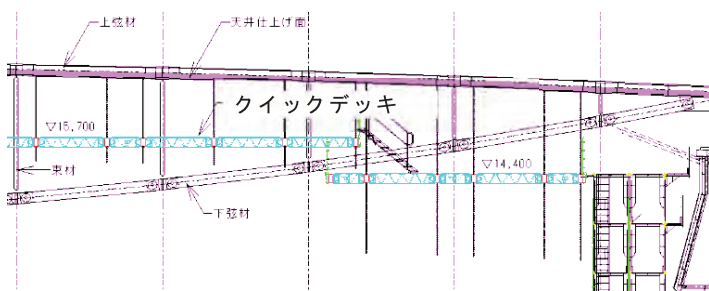 上弦材
天井仕上げ面
クイックデッキ
▽15,700
▽14,400
束材
下弦材